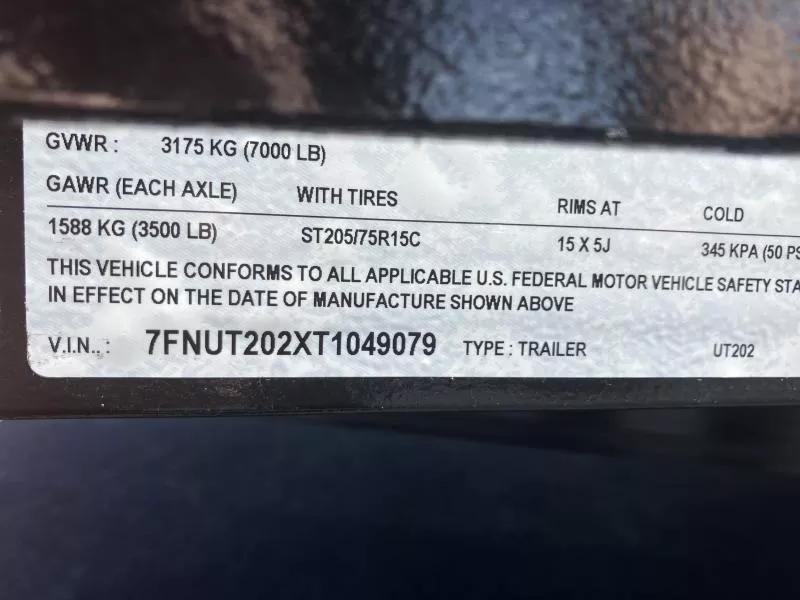 GVWR : 3175 KG (7000 LB)
GAWR (EACH AXLE) WITH TIRES RIMS AT COLD
1588 KG (3500 LB) ST205/75R15C 15 X 5J 345 KPA (50 PS
THIS VEHICLE CONFORMS TO ALL APPLICABLE U.S. FEDERAL MOTOR VEHICLE SAFETY STA
IN EFFECT ON THE DATE OF MANUFACTURE SHOWN ABOVE
V.I.N.. : 7FNUT202XT1049079 TYPE : TRAILER UT202